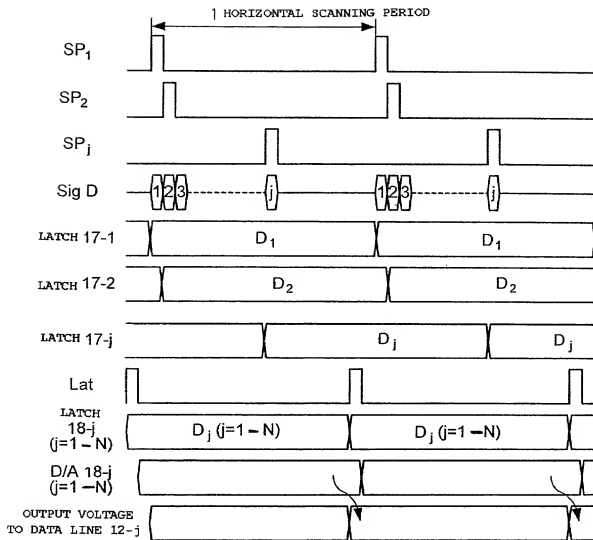 1 HORIZONTAL SCANNING PERIOD
SP1
SP2
SPj
Sig D
1 2 3 j 1 2 3 j
LATCH 17-1
D1 D1
LATCH 17-2
D2 D2
LATCH 17-j
Dj Dj
Lat
LATCH
18-j
(j=1–N)
Dj (j=1–N) Dj (j=1–N)
D/A 18-j
(j=1–N)
OUTPUT VOLTAGE
TO DATA LINE 12-j